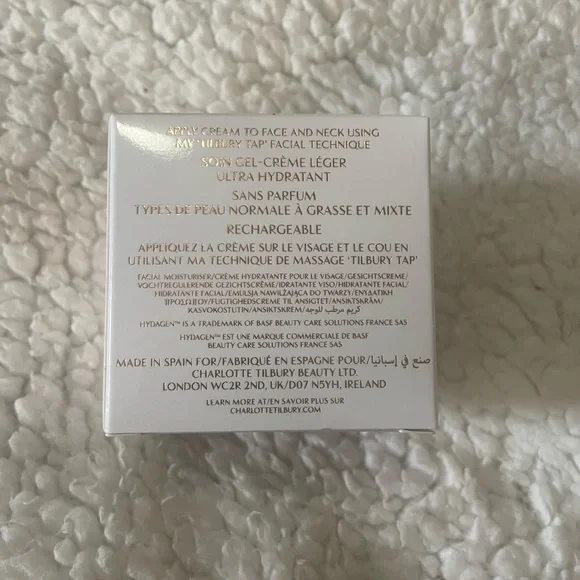 APPLY CREAM TO FACE AND NECK USING
MY 'TILBURY TAP' FACIAL TECHNIQUE
SOIN GEL-CRÈME LÉGER
ULTRA HYDRATANT
SANS PARFUM
TYPES DE PEAU NORMALE À GRASSE ET MIXTE
RECHARGEABLE
APPLIQUEZ LA CRÈME SUR LE VISAGE ET LE COU EN
UTILISANT MA TECHNIQUE DE MASSAGE 'TILBURY TAP'
FACIAL MOISTURISER/CRÈME HYDRATANTE POUR LE VISAGE/GESICHTSCREME/
VOCHTREGULERENDE GEZICHTSCRÈME/IDRATANTE VISO/HIDRATANTE FACIAL/
HIDRATANTE FACIAL/EMULSJA NAWILŻAJĄCA DO TWARZY/ΕΝΥΔΑΤΙΚΗ
ΠΡΟΣΩΠΟΥ/FUGTIGHEDSCREME TIL ANSIGTET/ANSIKTSKRÄM/
KASVOKOSTUTIN/ANSIKTSKREM/كريم مرطب للوجه
HYDAGEN™ IS A TRADEMARK OF BASF BEAUTY CARE SOLUTIONS FRANCE SAS
HYDAGEN™ EST UNE MARQUE COMMERCIALE DE BASF
BEAUTY CARE SOLUTIONS FRANCE SAS
MADE IN SPAIN FOR/FABRIQUÉ EN ESPAGNE POUR/صنع في إسبانيا
CHARLOTTE TILBURY BEAUTY LTD.
LONDON WC2R 2ND, UK/D07 N5YH, IRELAND
LEARN MORE AT/EN SAVOIR PLUS SUR
CHARLOTTETILBURY.COM